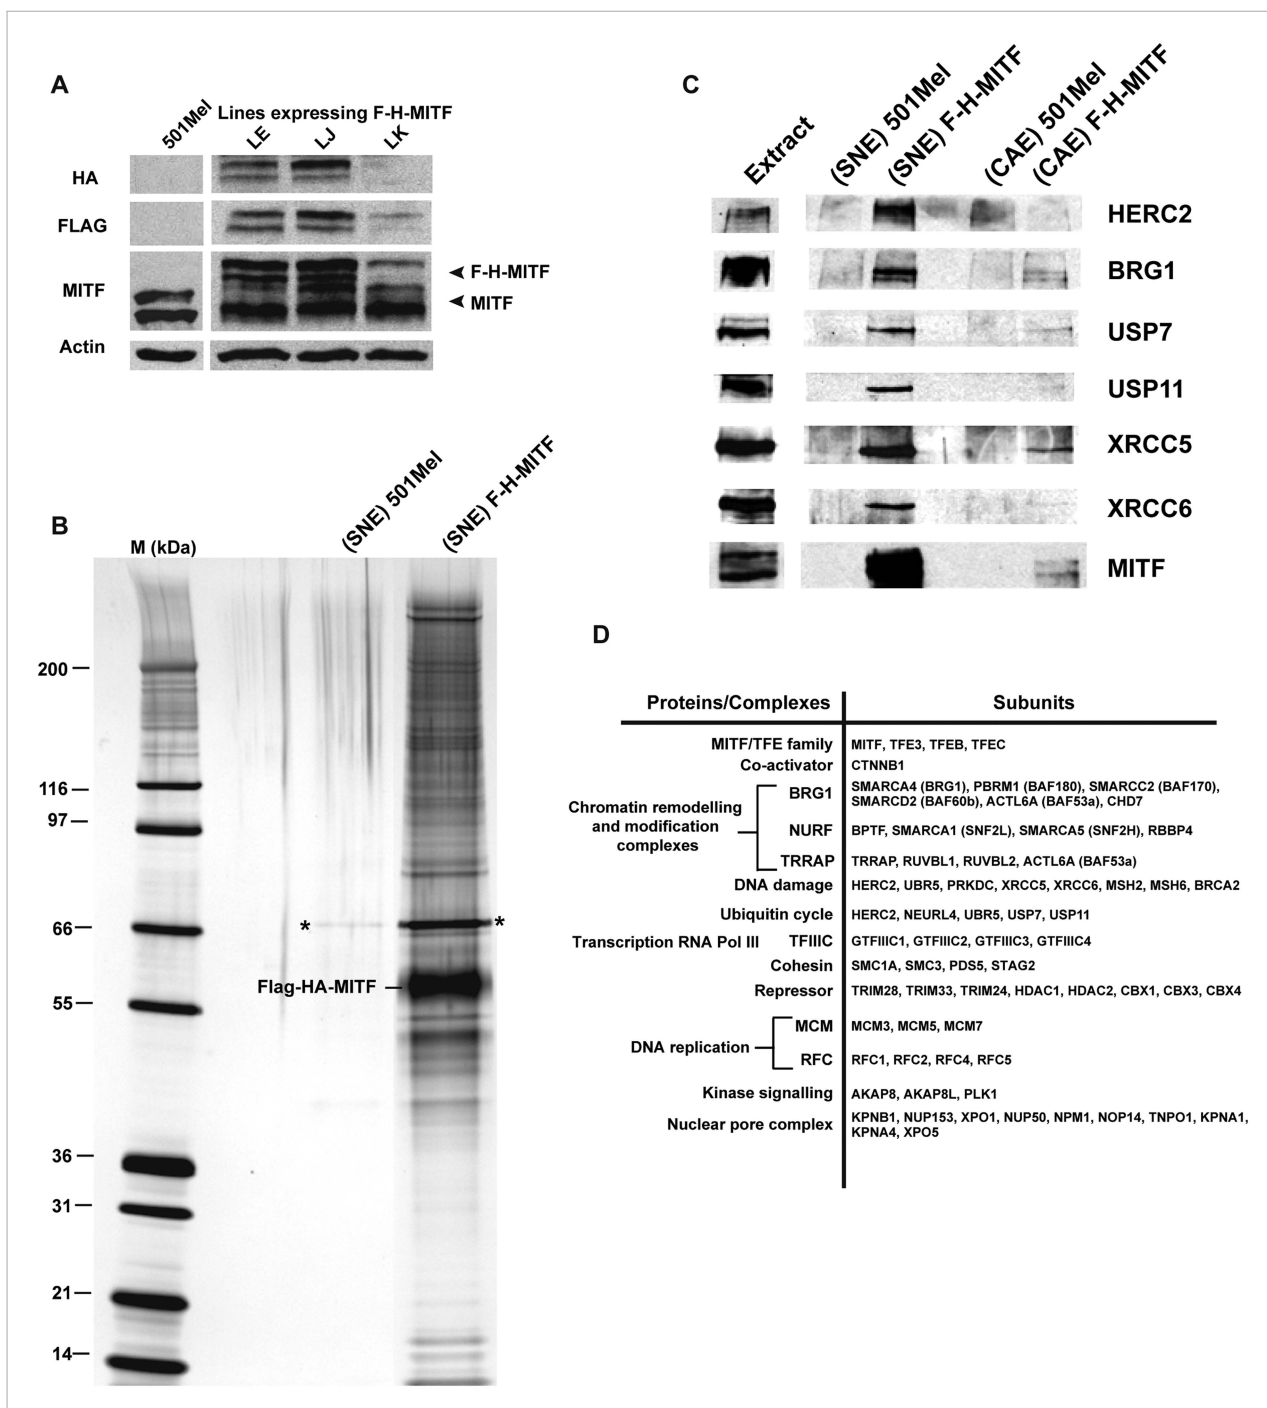 A
501Mel
Lines expressing F-H-MITF
LE LJ LK
HA
FLAG
MITF
F-H-MITF
MITF
Actin
B
M (kDa)
(SNE) 501Mel
(SNE) F-H-MITF
200
116
97
66
* *
Flag-HA-MITF
55
36
31
21
14
C
Extract
(SNE) 501Mel
(SNE) F-H-MITF
(CAE) 501Mel
(CAE) F-H-MITF
HERC2
BRG1
USP7
USP11
XRCC5
XRCC6
MITF
D
Proteins/Complexes Subunits
MITF/TFE family MITF, TFE3, TFEB, TFEC
Co-activator CTNNB1
Chromatin remodelling
and modification
complexes
BRG1 SMARCA4 (BRG1), PBRM1 (BAF180), SMARCC2 (BAF170),
SMARCD2 (BAF60b), ACTL6A (BAF53a), CHD7
NURF BPTF, SMARCA1 (SNF2L), SMARCA5 (SNF2H), RBBP4
TRRAP TRRAP, RUVBL1, RUVBL2, ACTL6A (BAF53a)
DNA damage HERC2, UBR5, PRKDC, XRCC5, XRCC6, MSH2, MSH6, BRCA2
Ubiquitin cycle HERC2, NEURL4, UBR5, USP7, USP11
Transcription RNA Pol III TFIIIC GTFIIIC1, GTFIIIC2, GTFIIIC3, GTFIIIC4
Cohesin SMC1A, SMC3, PDS5, STAG2
Repressor TRIM28, TRIM33, TRIM24, HDAC1, HDAC2, CBX1, CBX3, CBX4
DNA replication
MCM MCM3, MCM5, MCM7
RFC RFC1, RFC2, RFC4, RFC5
Kinase signalling AKAP8, AKAP8L, PLK1
Nuclear pore complex KPNB1, NUP153, XPO1, NUP50, NPM1, NOP14, TNPO1, KPNA1,
KPNA4, XPO5